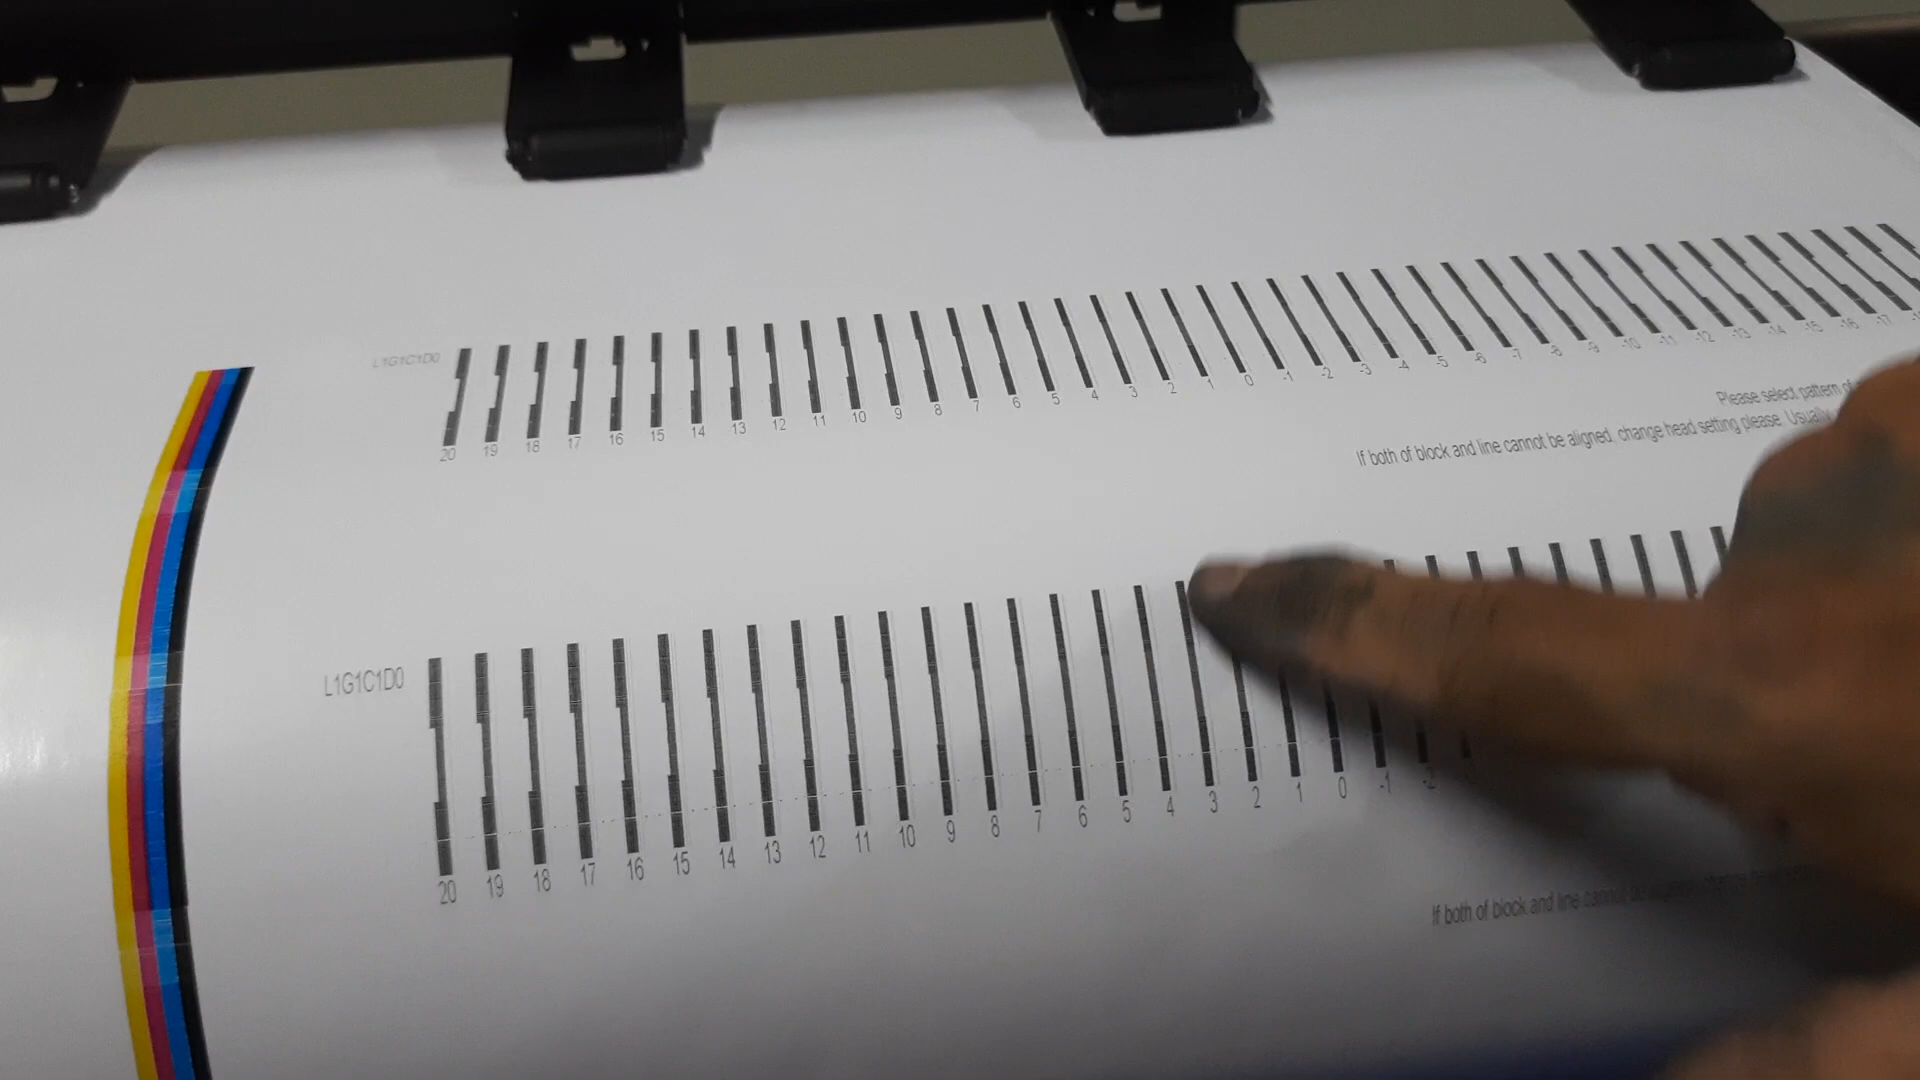 L1G1C1D0
20 19 18 17 16 15 14 13 12 11 10 9 8 7 6 5 4 3 2 1 0 -1 -2 -3 -4 -5 -6 -7 -8 -9 -10 -11 -12 -13 -14 -15 -16 -17
Please select pattern of
If both of block and line cannot be aligned, change head setting please. Usually,
L1G1C1D0
20 19 18 17 16 15 14 13 12 11 10 9 8 7 6 5 4 3 2 1 0 -1 -2
If both of block and line cannot be